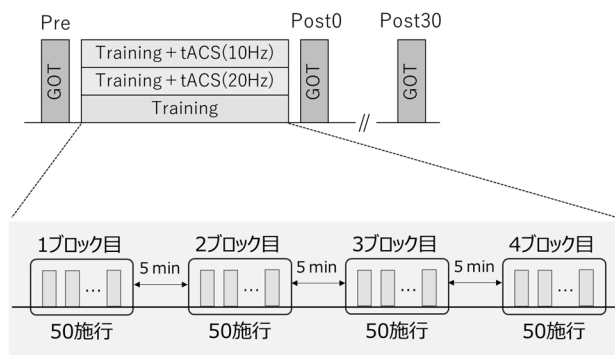 Pre
Post0
Post30
GOT
Training + tACS(10Hz)
Training + tACS(20Hz)
Training
GOT
GOT
1ブロック目
2ブロック目
3ブロック目
4ブロック目
5 min
5 min
5 min
...
...
...
...
50施行
50施行
50施行
50施行